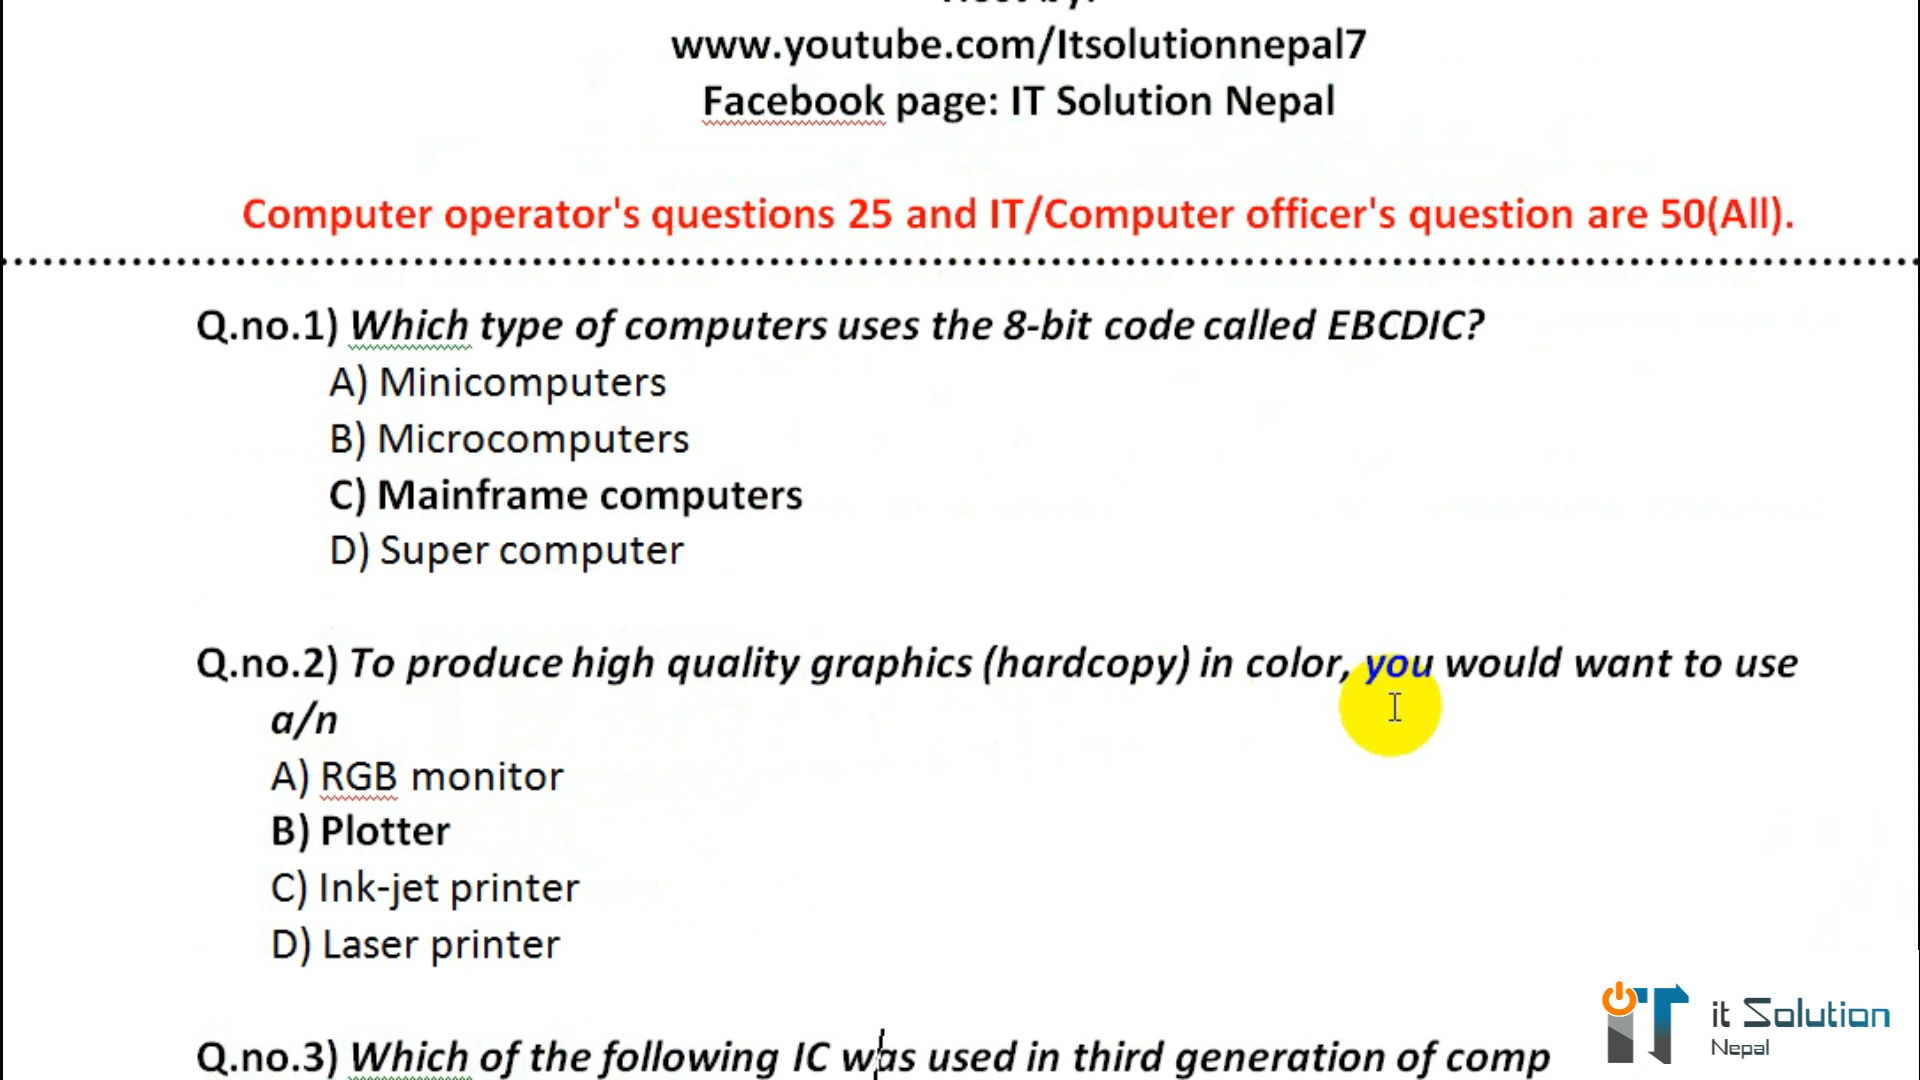 www.youtube.com/Itsolutionnepal7
Facebook page: IT Solution Nepal
Computer operator's questions 25 and IT/Computer officer's question are 50(All).
Q.no.1) Which type of computers uses the 8-bit code called EBCDIC?
A) Minicomputers
B) Microcomputers
C) Mainframe computers
D) Super computer
Q.no.2) To produce high quality graphics (hardcopy) in color, you would want to use
a/n
A) RGB monitor
B) Plotter
C) Ink-jet printer
D) Laser printer
Q.no.3) Which of the following IC was used in third generation of comp
iT it Solution
Nepal